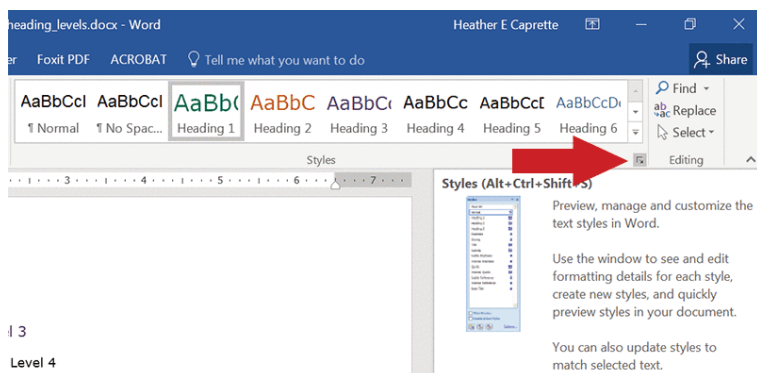 heading_levels.docx - Word Heather E Caprette
er Foxit PDF ACROBAT Tell me what you want to do Share
AaBbCcI AaBbCcI AaBb( AaBbC AaBbC( AaBbCc AaBbCcD AaBbCcD(
¶ Normal ¶ No Spac... Heading 1 Heading 2 Heading 3 Heading 4 Heading 5 Heading 6
Find
Replace
Select
Styles Editing
3 4 5 6 7
Styles (Alt+Ctrl+Shift+S)
Preview, manage and customize the
text styles in Word.
Use the window to see and edit
formatting details for each style,
create new styles, and quickly
preview styles in your document.
You can also update styles to
match selected text.
l 3
Level 4